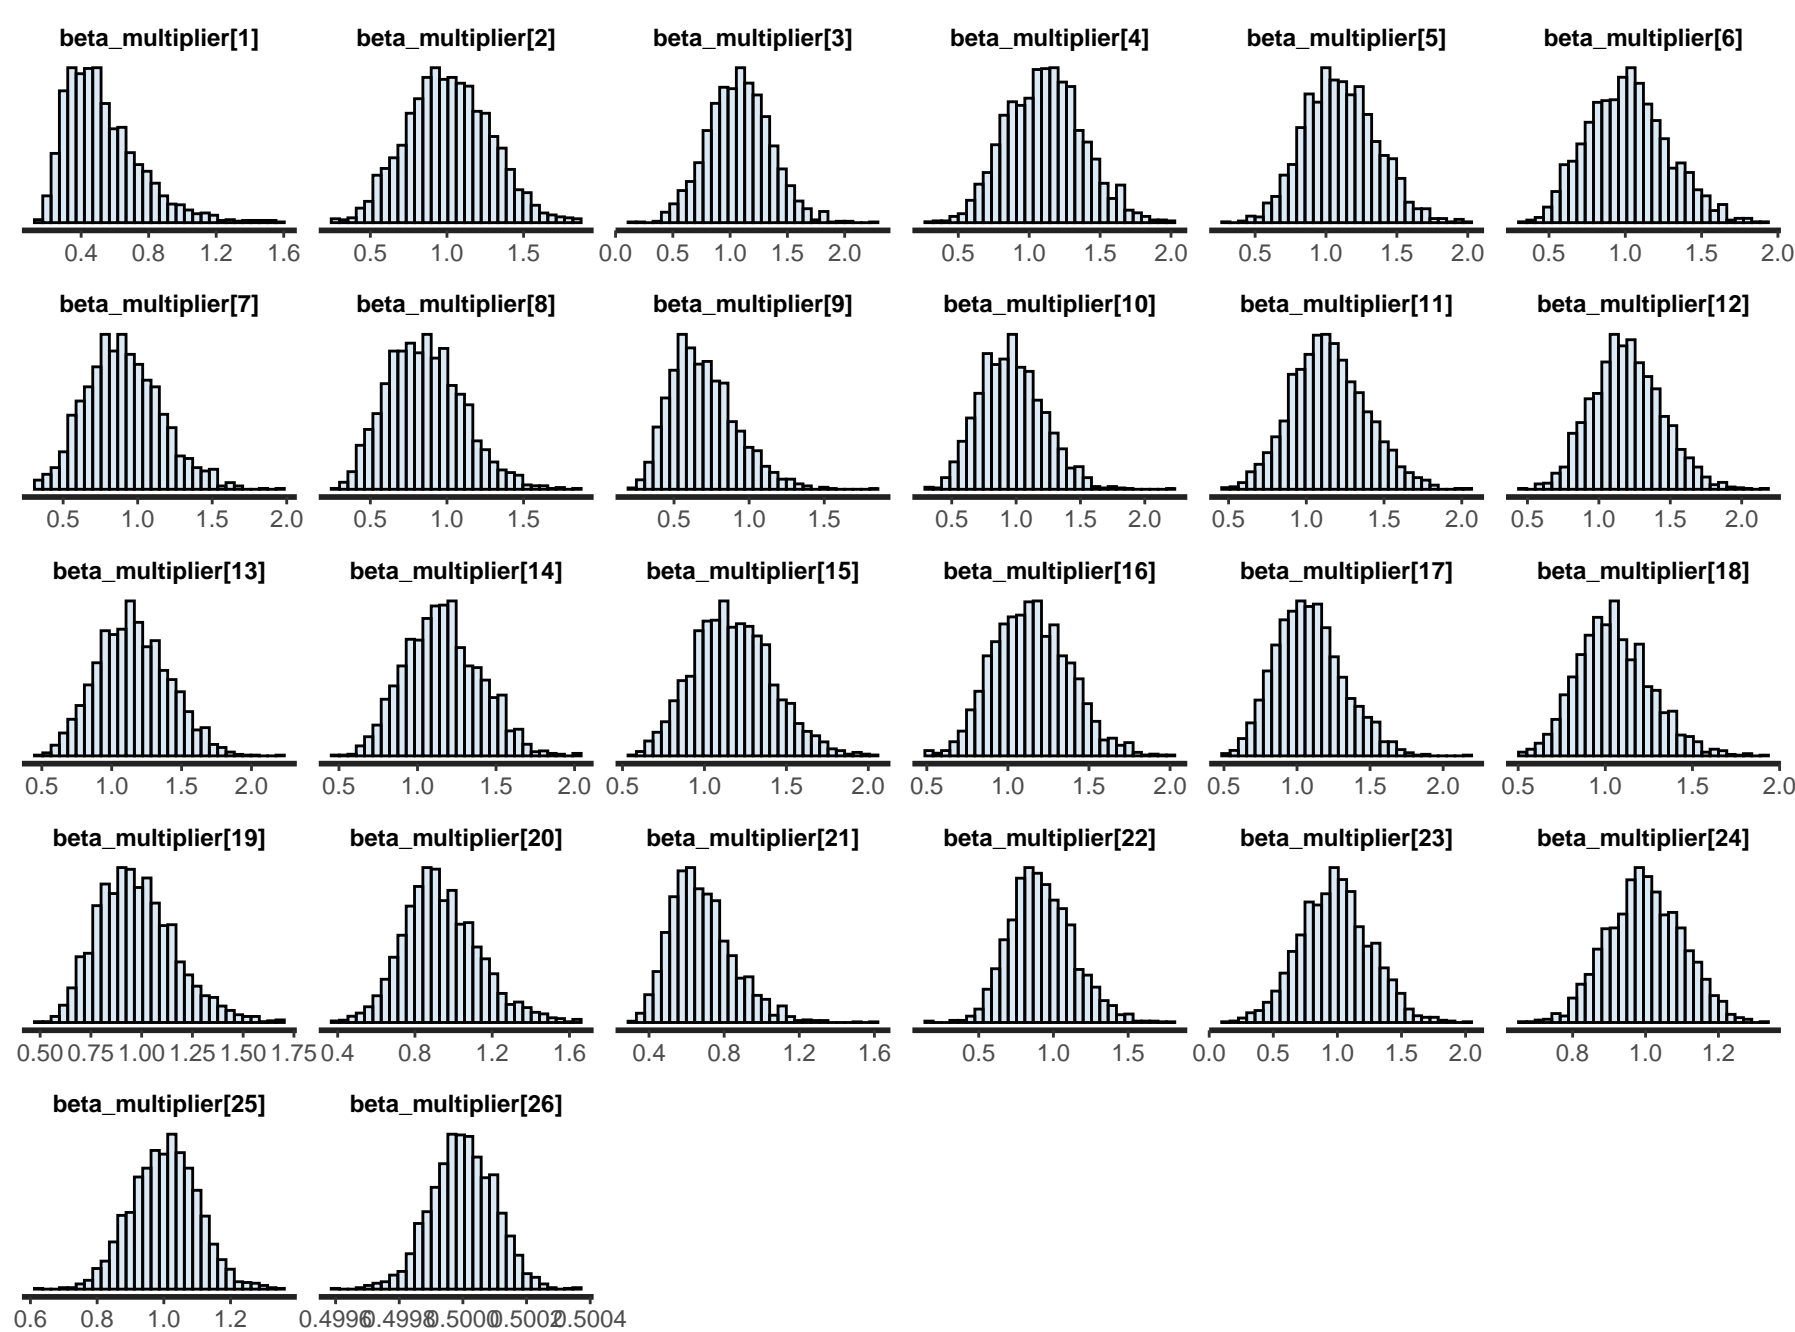 beta_multiplier[1] beta_multiplier[2] beta_multiplier[3] beta_multiplier[4] beta_multiplier[5] beta_multiplier[6]
0.4 0.8 1.2 1.6 0.5 1.0 1.5 0.0 0.5 1.0 1.5 2.0 0.5 1.0 1.5 2.0 0.5 1.0 1.5 2.0 0.5 1.0 1.5 2.0
beta_multiplier[7] beta_multiplier[8] beta_multiplier[9] beta_multiplier[10] beta_multiplier[11] beta_multiplier[12]
0.5 1.0 1.5 2.0 0.5 1.0 1.5 0.5 1.0 1.5 0.5 1.0 1.5 2.0 0.5 1.0 1.5 2.0 0.5 1.0 1.5 2.0
beta_multiplier[13] beta_multiplier[14] beta_multiplier[15] beta_multiplier[16] beta_multiplier[17] beta_multiplier[18]
0.5 1.0 1.5 2.0 0.5 1.0 1.5 2.0 0.5 1.0 1.5 2.0 0.5 1.0 1.5 2.0 0.5 1.0 1.5 2.0 0.5 1.0 1.5 2.0
beta_multiplier[19] beta_multiplier[20] beta_multiplier[21] beta_multiplier[22] beta_multiplier[23] beta_multiplier[24]
0.50 0.75 1.00 1.25 1.50 1.75 0.4 0.8 1.2 1.6 0.4 0.8 1.2 1.6 0.5 1.0 1.5 0.0 0.5 1.0 1.5 2.0 0.8 1.0 1.2
beta_multiplier[25] beta_multiplier[26]
0.6 0.8 1.0 1.2 0.4996 0.4998 0.5000 0.5002 0.5004